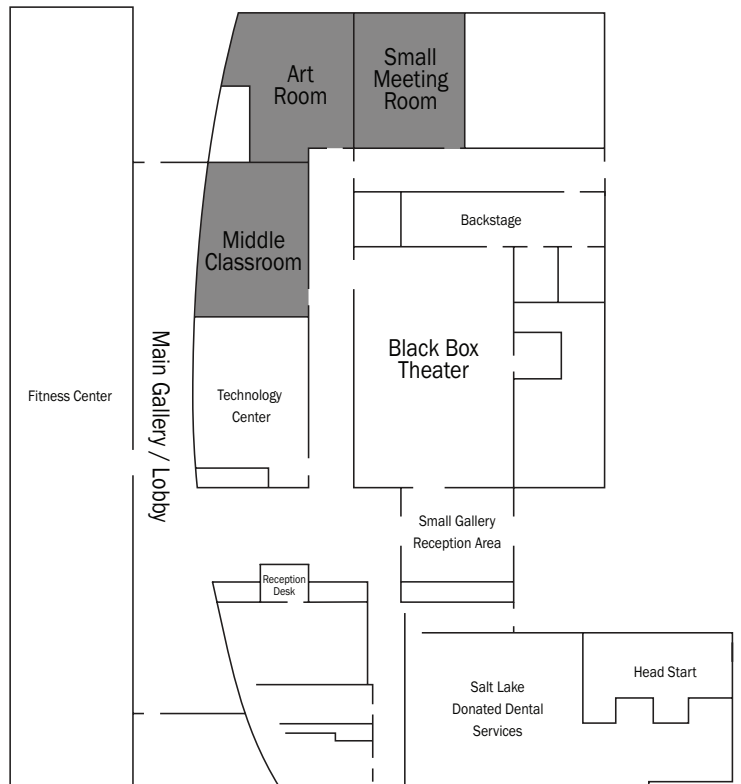 Art
Room
Small
Meeting
Room
Middle
Classroom
Backstage
Black Box
Theater
Fitness Center
Main Gallery / Lobby
Technology
Center
Small Gallery
Reception Area
Reception
Desk
Salt Lake
Donated Dental
Services
Head Start